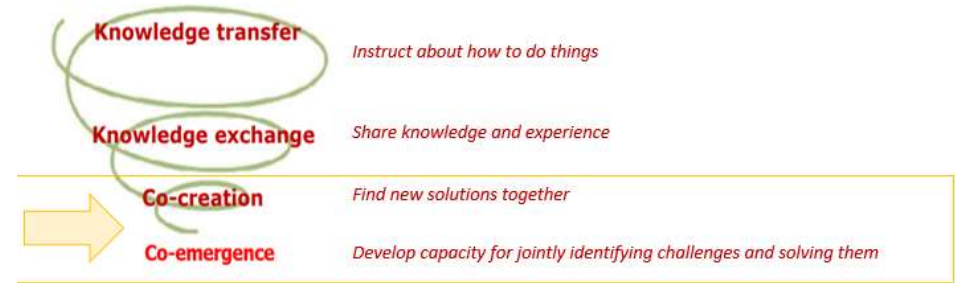 Knowledge transfer
Instruct about how to do things
Knowledge exchange
Share knowledge and experience
Co-creation
Find new solutions together
Co-emergence
Develop capacity for jointly identifying challenges and solving them